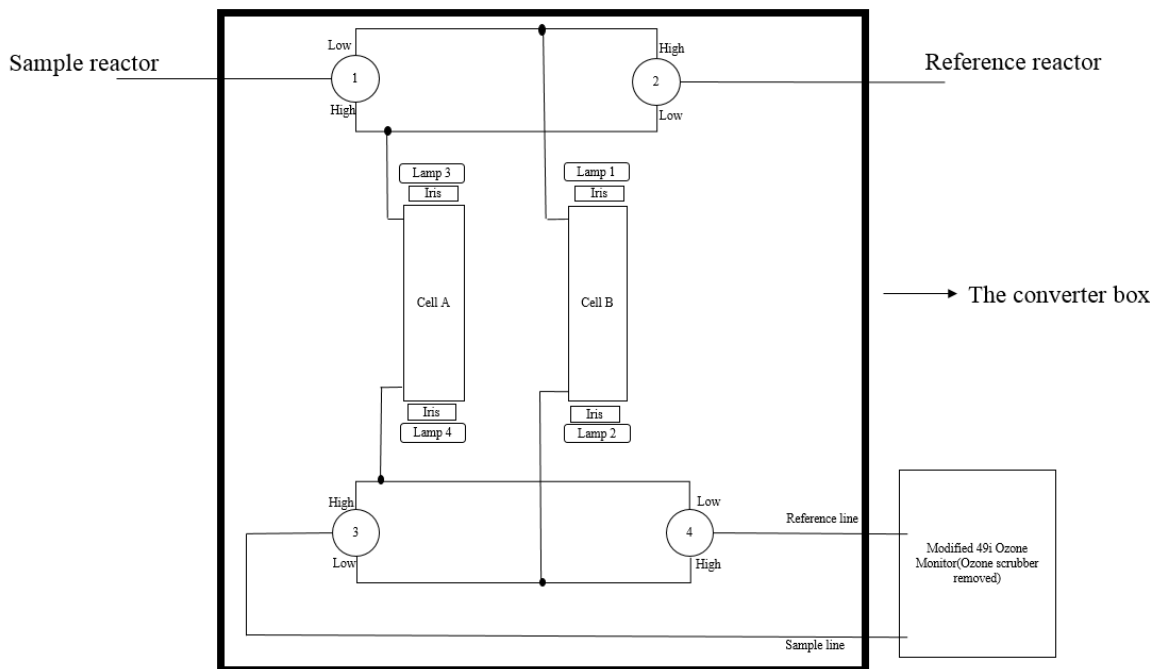 Low
High
Sample reactor
Reference reactor
1
2
High
Low
Lamp 3
Lamp 1
Iris
Iris
Cell A
Cell B
The converter box
Iris
Iris
Lamp 4
Lamp 2
High
Low
Reference line
3
4
Modified 49i Ozone
Monitor(Ozone scrubber
removed)
Low
High
Sample line